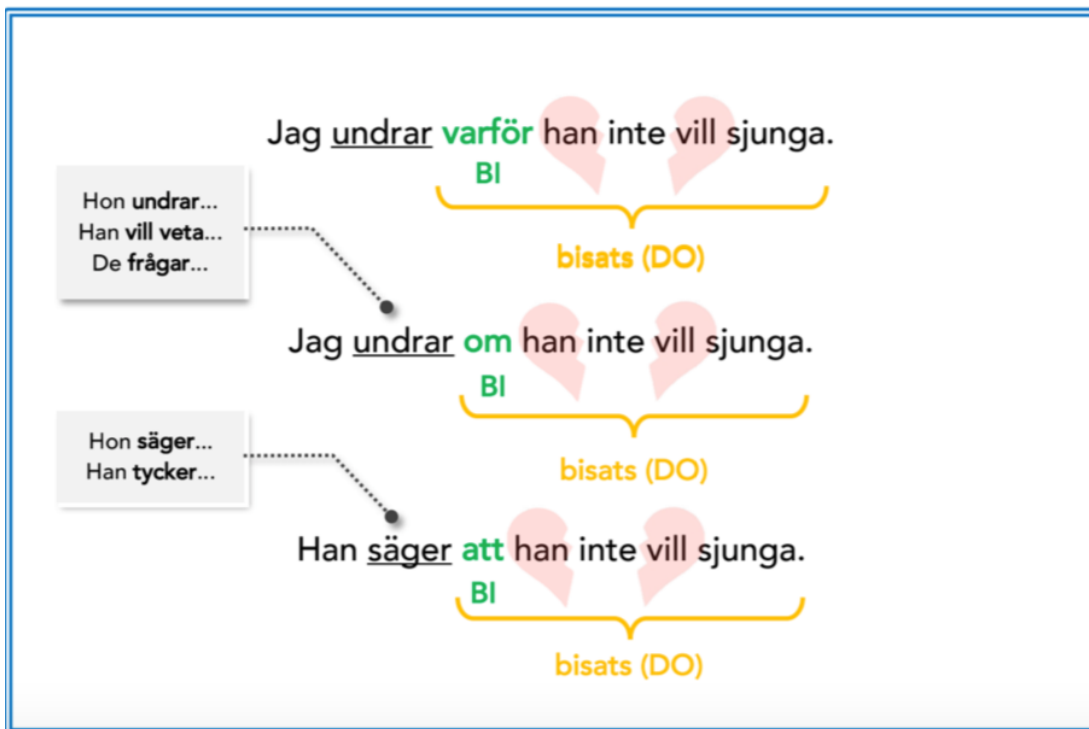 Jag undrar varför han inte vill sjunga.
BI
bisats (DO)
Hon undrar...
Han vill veta...
De frågar...
Jag undrar om han inte vill sjunga.
BI
bisats (DO)
Hon säger...
Han tycker...
Han säger att han inte vill sjunga.
BI
bisats (DO)